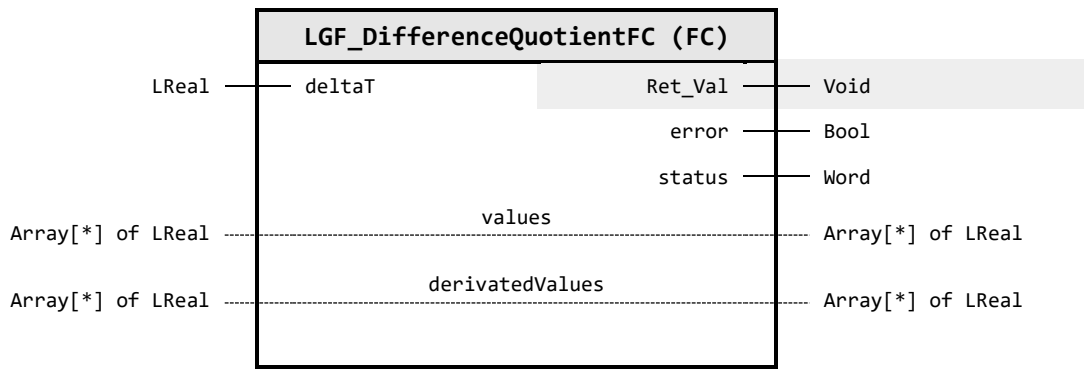 LGF_DifferenceQuotientFC (FC)
LReal deltaT Ret_Val Void
error Bool
status Word
values
Array[*] of LReal Array[*] of LReal
derivatedValues
Array[*] of LReal Array[*] of LReal